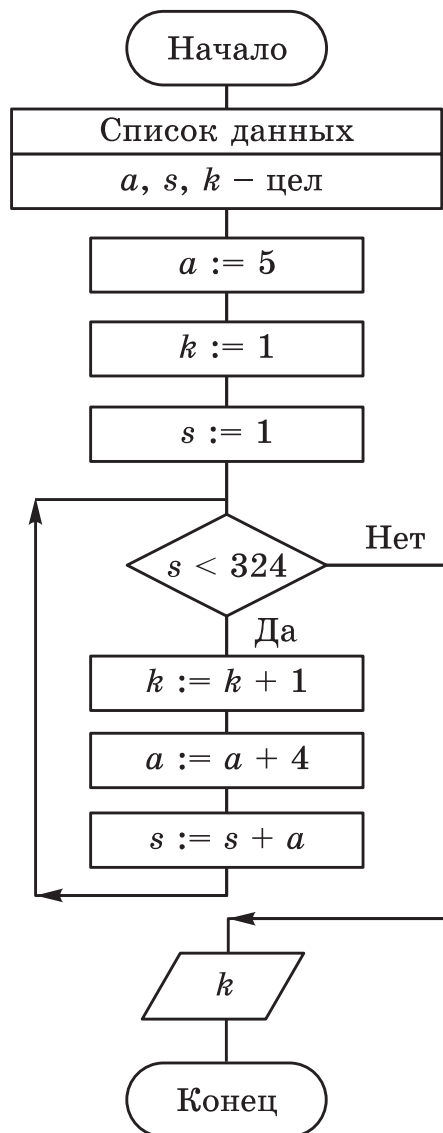 Начало
Список данных
a, s, k – цел
a := 5
k := 1
s := 1
s < 324
Нет
Да
k := k + 1
a := a + 4
s := s + a
k
Конец